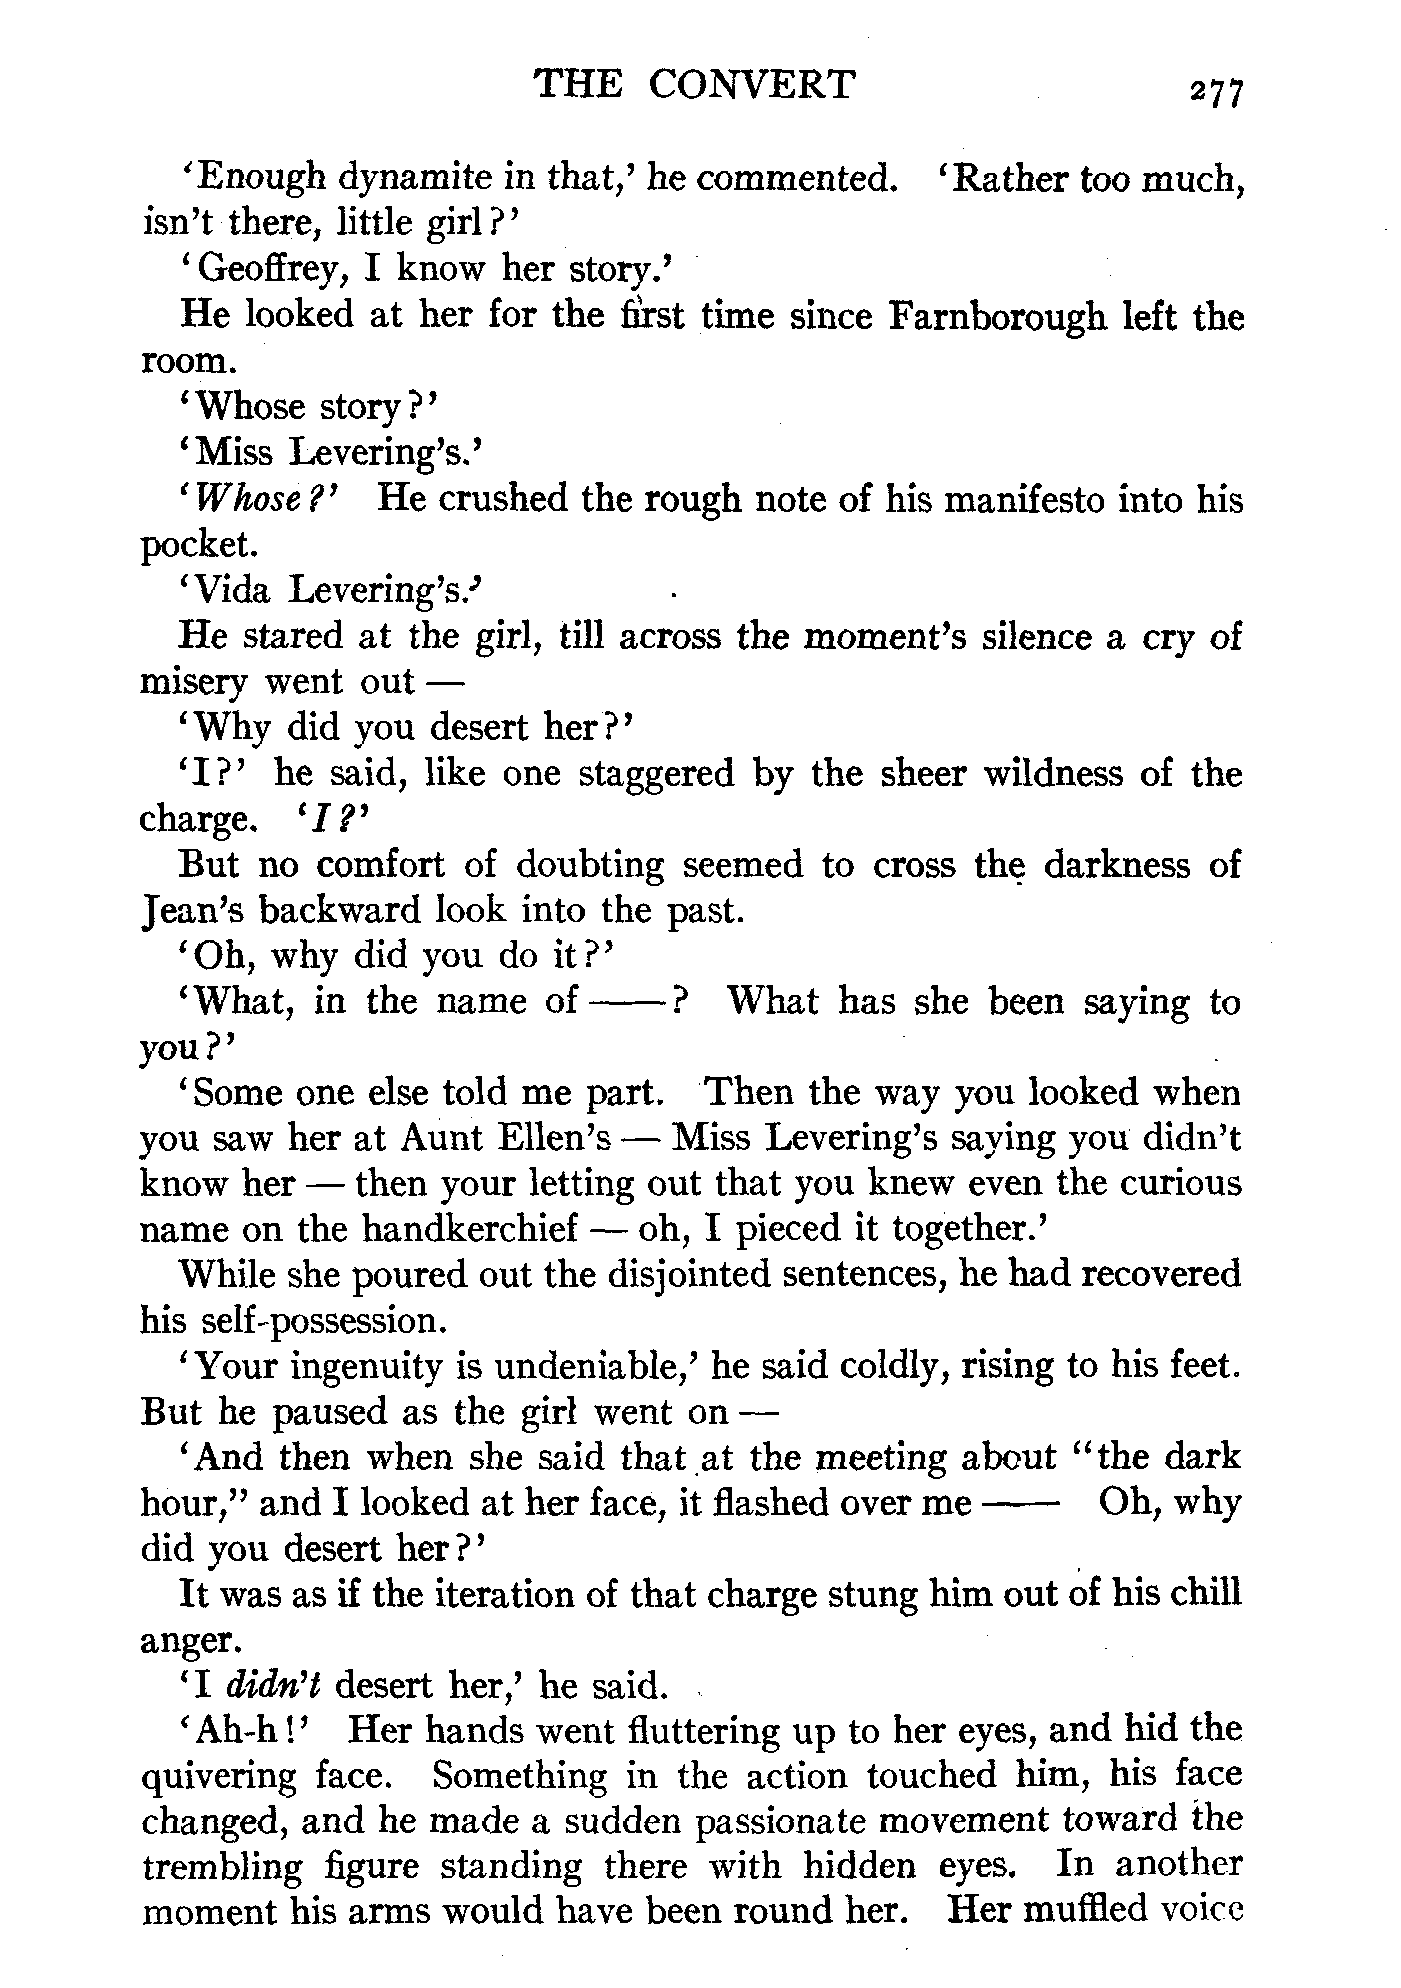 THE CONVERT 277
‘Enough dynamite in that,’ he commented. ‘Rather too much,
isn't there, little girl?’
‘Geoffrey, I know her story.’
He looked at her for the first time since Farnborough left the
room.
‘Whose story?’
‘Miss Levering's.’
‘Whose?’ He crushed the rough note of his manifesto into his
pocket.
‘Vida Levering's.’
He stared at the girl, till across the moment's silence a cry of
misery went out —
‘Why did you desert her?’
‘I?’ he said, like one staggered by the sheer wildness of the
charge. ‘I?’
But no comfort of doubting seemed to cross the darkness of
Jean's backward look into the past.
‘Oh, why did you do it?’
‘What, in the name of ——? What has she been saying to
you?’
‘Some one else told me part. Then the way you looked when
you saw her at Aunt Ellen's — Miss Levering's saying you didn't
know her — then your letting out that you knew even the curious
name on the handkerchief — oh, I pieced it together.’
While she poured out the disjointed sentences, he had recovered
his self-possession.
‘Your ingenuity is undeniable,’ he said coldly, rising to his feet.
But he paused as the girl went on —
‘And then when she said that at the meeting about “the dark
hour,” and I looked at her face, it flashed over me —— Oh, why
did you desert her?’
It was as if the iteration of that charge stung him out of his chill
anger.
‘I didn't desert her,’ he said.
‘Ah-h!’ Her hands went fluttering up to her eyes, and hid the
quivering face. Something in the action touched him, his face
changed, and he made a sudden passionate movement toward the
trembling figure standing there with hidden eyes. In another
moment his arms would have been round her. Her muffled voice